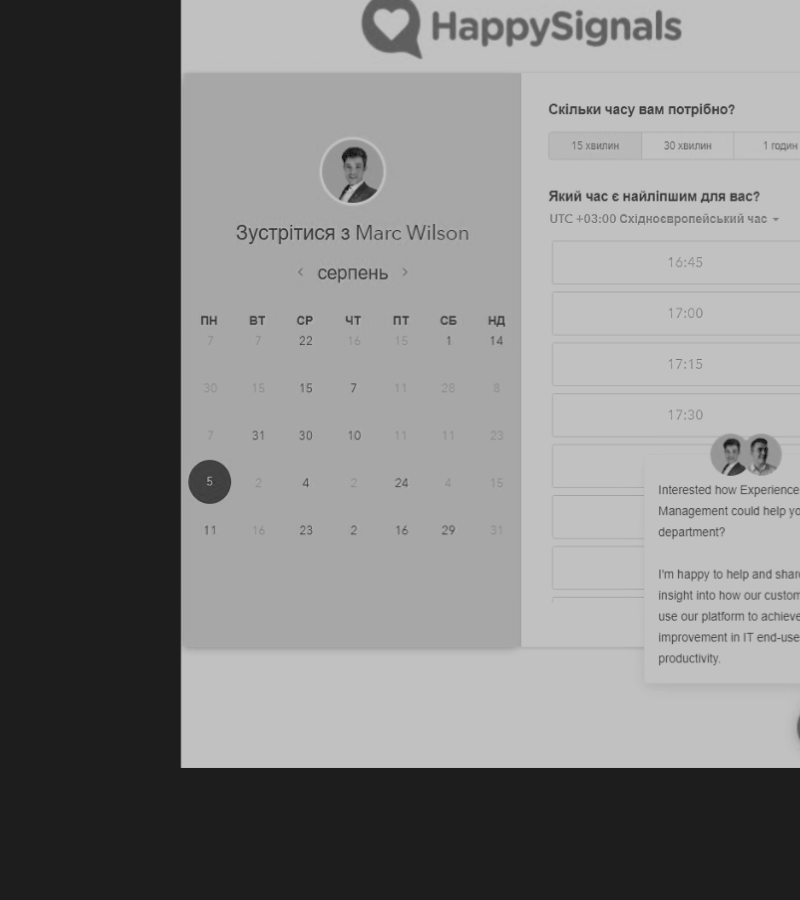 HappySignals
Зустрітися з Marc Wilson
серпень
ПН ВТ СР ЧТ ПТ СБ НД
7 7 22 16 15 1 14
30 15 15 7 11 28 8
7 31 30 10 11 11 23
5 2 4 2 24 4 15
11 16 23 2 16 29 31
Скільки часу вам потрібно?
15 хвилин 30 хвилин 1 годин
Який час є найліпшим для вас?
UTC +03:00 Східноєвропейський час
16:45
17:00
17:15
17:30
Interested how Experience
Management could help yo
department?
I'm happy to help and share
insight into how our custom
use our platform to achieve
improvement in IT end-use
productivity.